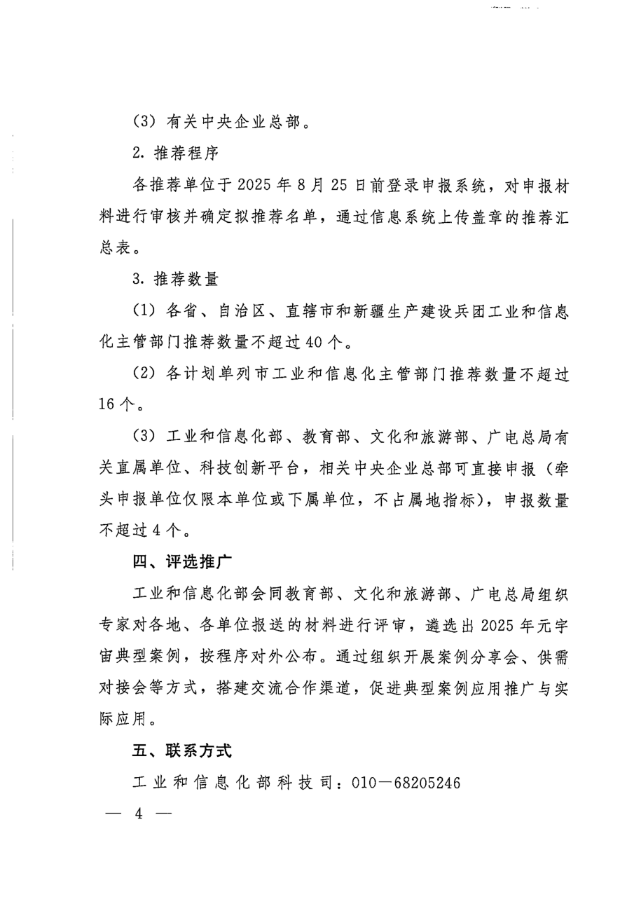 （3）有关中央企业总部。
2. 推荐程序
各推荐单位于 2025 年 8 月 25 日前登录申报系统，对申报材
料进行审核并确定拟推荐名单，通过信息系统上传盖章的推荐汇
总表。
3. 推荐数量
（1）各省、自治区、直辖市和新疆生产建设兵团工业和信息
化主管部门推荐数量不超过 40 个。
（2）各计划单列市工业和信息化主管部门推荐数量不超过
16 个。
（3）工业和信息化部、教育部、文化和旅游部、广电总局有
关直属单位、科技创新平台，相关中央企业总部可直接申报（牵
头申报单位仅限本单位或下属单位，不占属地指标），申报数量
不超过 4 个。
四、评选推广
工业和信息化部会同教育部、文化和旅游部、广电总局组织
专家对各地、各单位报送的材料进行评审，遴选出 2025 年元宇
宙典型案例，按程序对外公布。通过组织开展案例分享会、供需
对接会等方式，搭建交流合作渠道，促进典型案例应用推广与实
际应用。
五、联系方式
工业和信息化部科技司：010—68205246
— 4 —